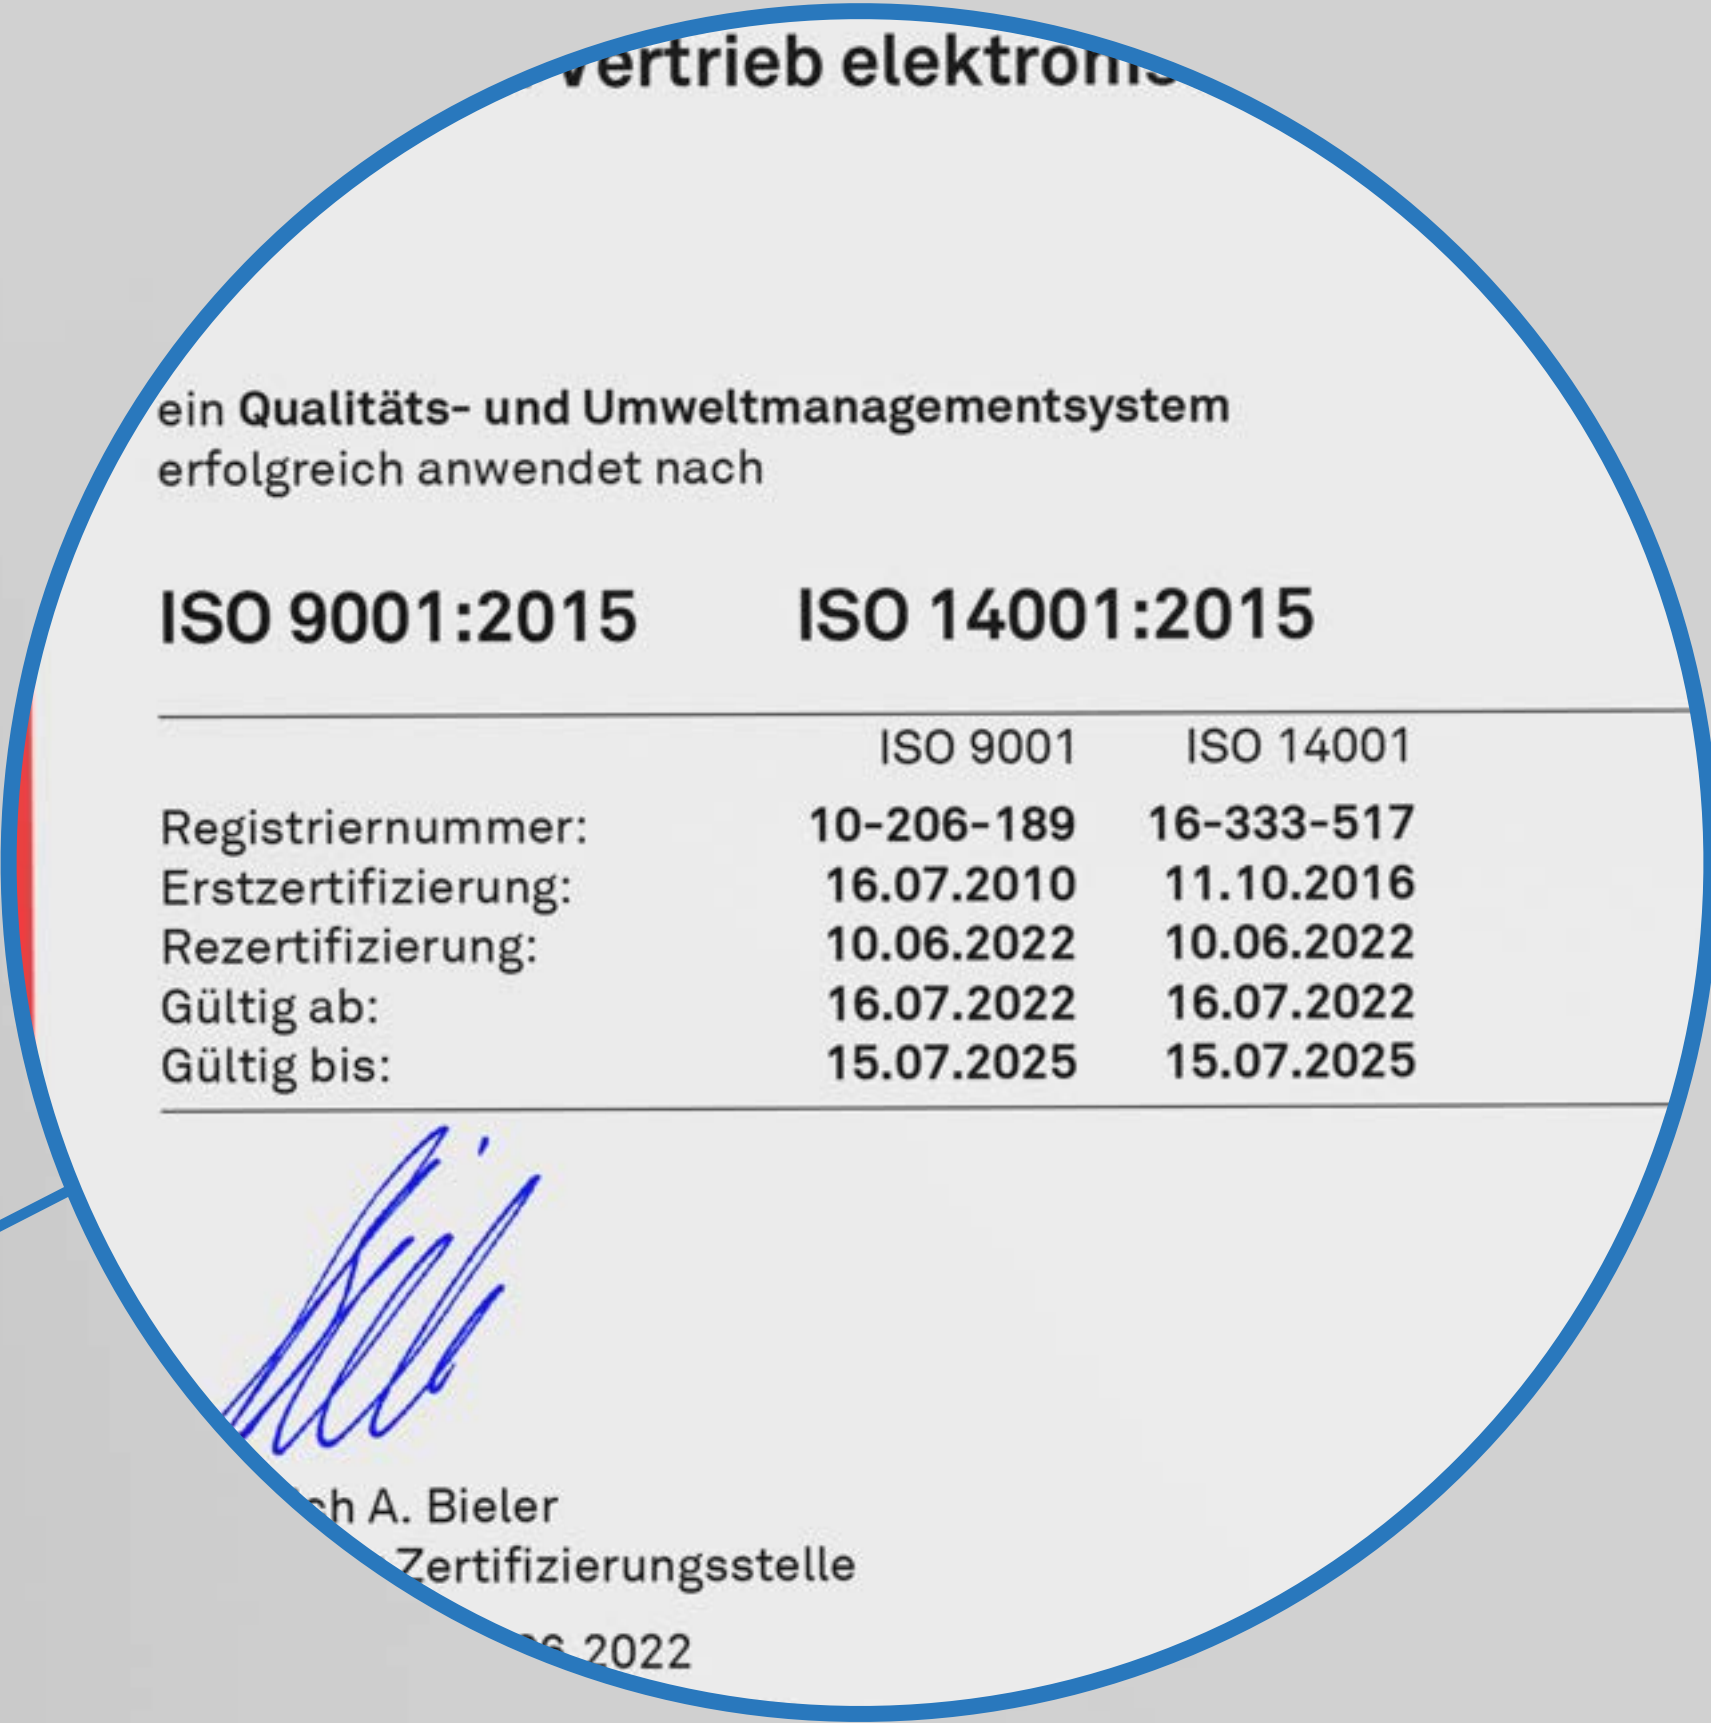 Vertrieb
ein Qualitäts- und Umweltmanagementsystem
erfolgreich anwendet nach
ISO 9001:2015 ISO 14001:2015
ISO 9001 ISO 14001
Registriernummer: 10-206-189 16-333-517
Erstzertifizierung: 16.07.2010 11.10.2016
Rezertifizierung: 10.06.2022 10.06.2022
Gültig ab: 16.07.2022 16.07.2022
Gültig bis: 15.07.2025 15.07.2025
A. Bieler
Zertifizierungsstelle
2022